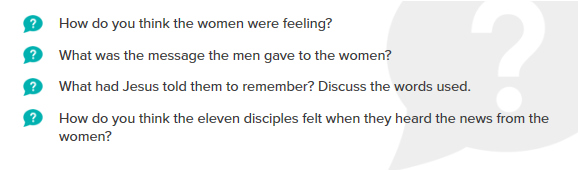 How do you think the women were feeling?
What was the message the men gave to the women?
What had Jesus told them to remember? Discuss the words used.
How do you think the eleven disciples felt when they heard the news from the
women?